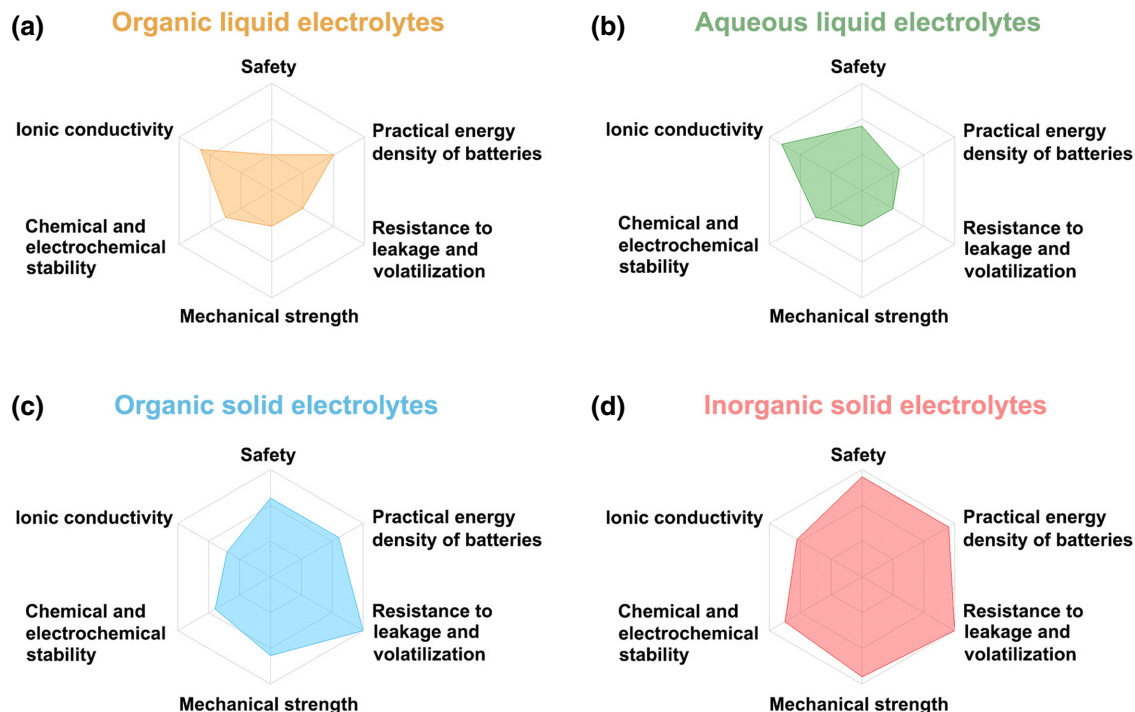 (a)
Organic liquid electrolytes
Safety
Ionic conductivity
Practical energy
density of batteries
Chemical and
electrochemical
stability
Resistance to
leakage and
volatilization
Mechanical strength
(b)
Aqueous liquid electrolytes
Safety
Ionic conductivity
Practical energy
density of batteries
Chemical and
electrochemical
stability
Resistance to
leakage and
volatilization
Mechanical strength
(c)
Organic solid electrolytes
Safety
Ionic conductivity
Practical energy
density of batteries
Chemical and
electrochemical
stability
Resistance to
leakage and
volatilization
Mechanical strength
(d)
Inorganic solid electrolytes
Safety
Ionic conductivity
Practical energy
density of batteries
Chemical and
electrochemical
stability
Resistance to
leakage and
volatilization
Mechanical strength